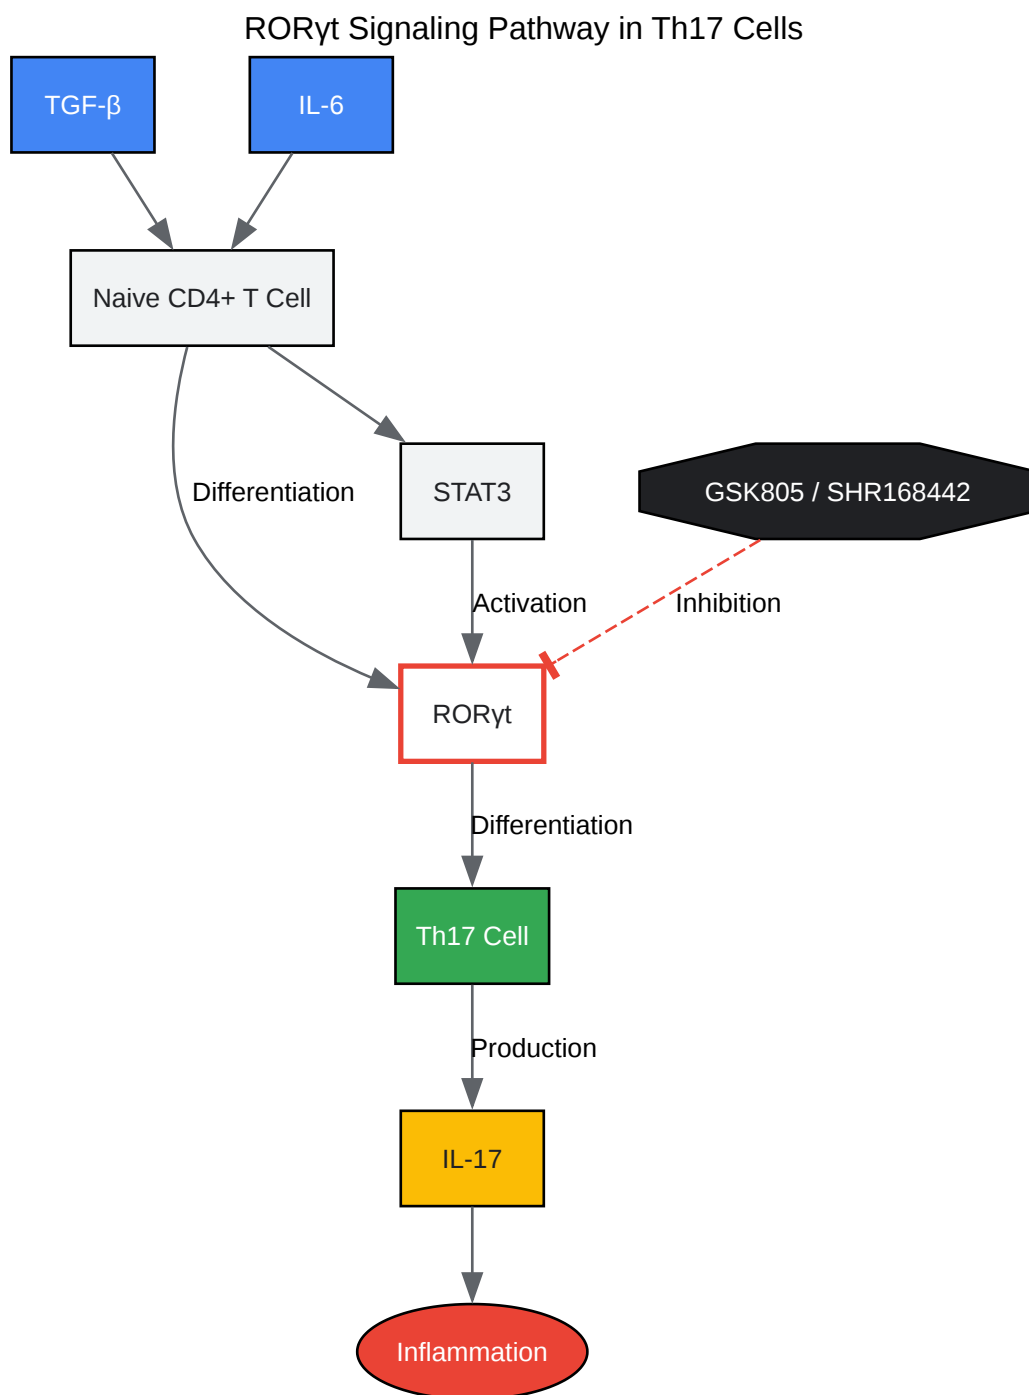 RORγt Signaling Pathway in Th17 Cells
TGF-β
IL-6
Naive CD4+ T Cell
Differentiation
STAT3
GSK805 / SHR168442
Activation
Inhibition
RORγt
Differentiation
Th17 Cell
Production
IL-17
Inflammation